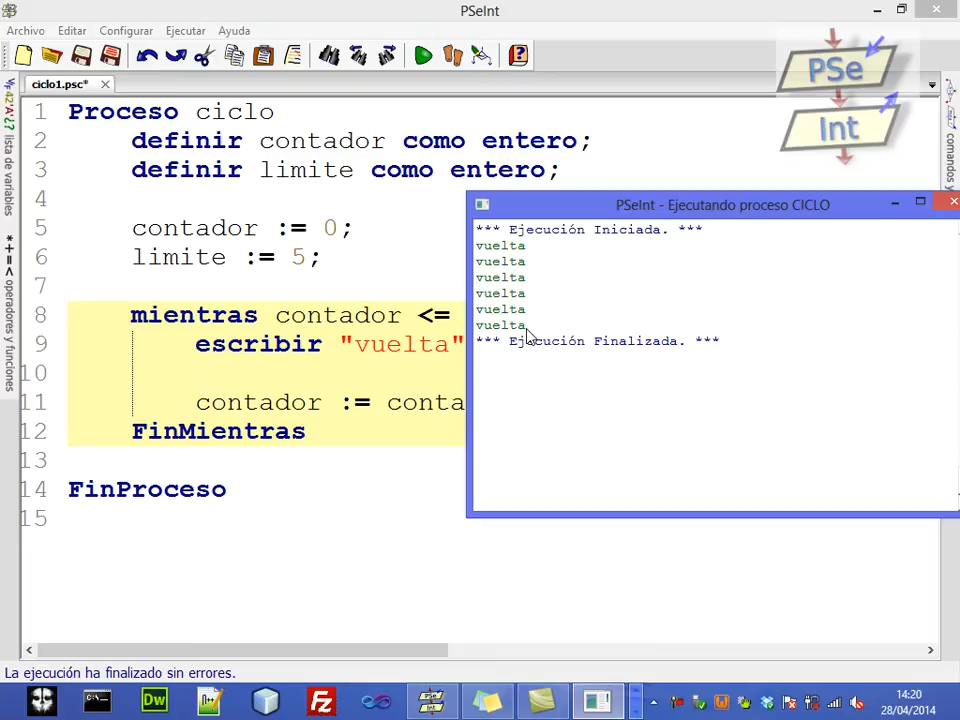 PSeInt
Archivo Editar Configurar Ejecutar Ayuda
PSe
Int
ciclo1.psc*
1 Proceso ciclo
2 definir contador como entero;
3 definir limite como entero;
4
5 contador := 0;
6 limite := 5;
7
8 mientras contador <=
9 escribir "vuelta"
10
11 contador := conta
12 FinMientras
13
14 FinProceso
15
lista de variables
*+=< operadores y funciones
comandos y
PSeInt - Ejecutando proceso CICLO
*** Ejecución Iniciada. ***
vuelta
vuelta
vuelta
vuelta
vuelta
vuelta
*** Ejecución Finalizada. ***
La ejecución ha finalizado sin errores.
14:20
28/04/2014